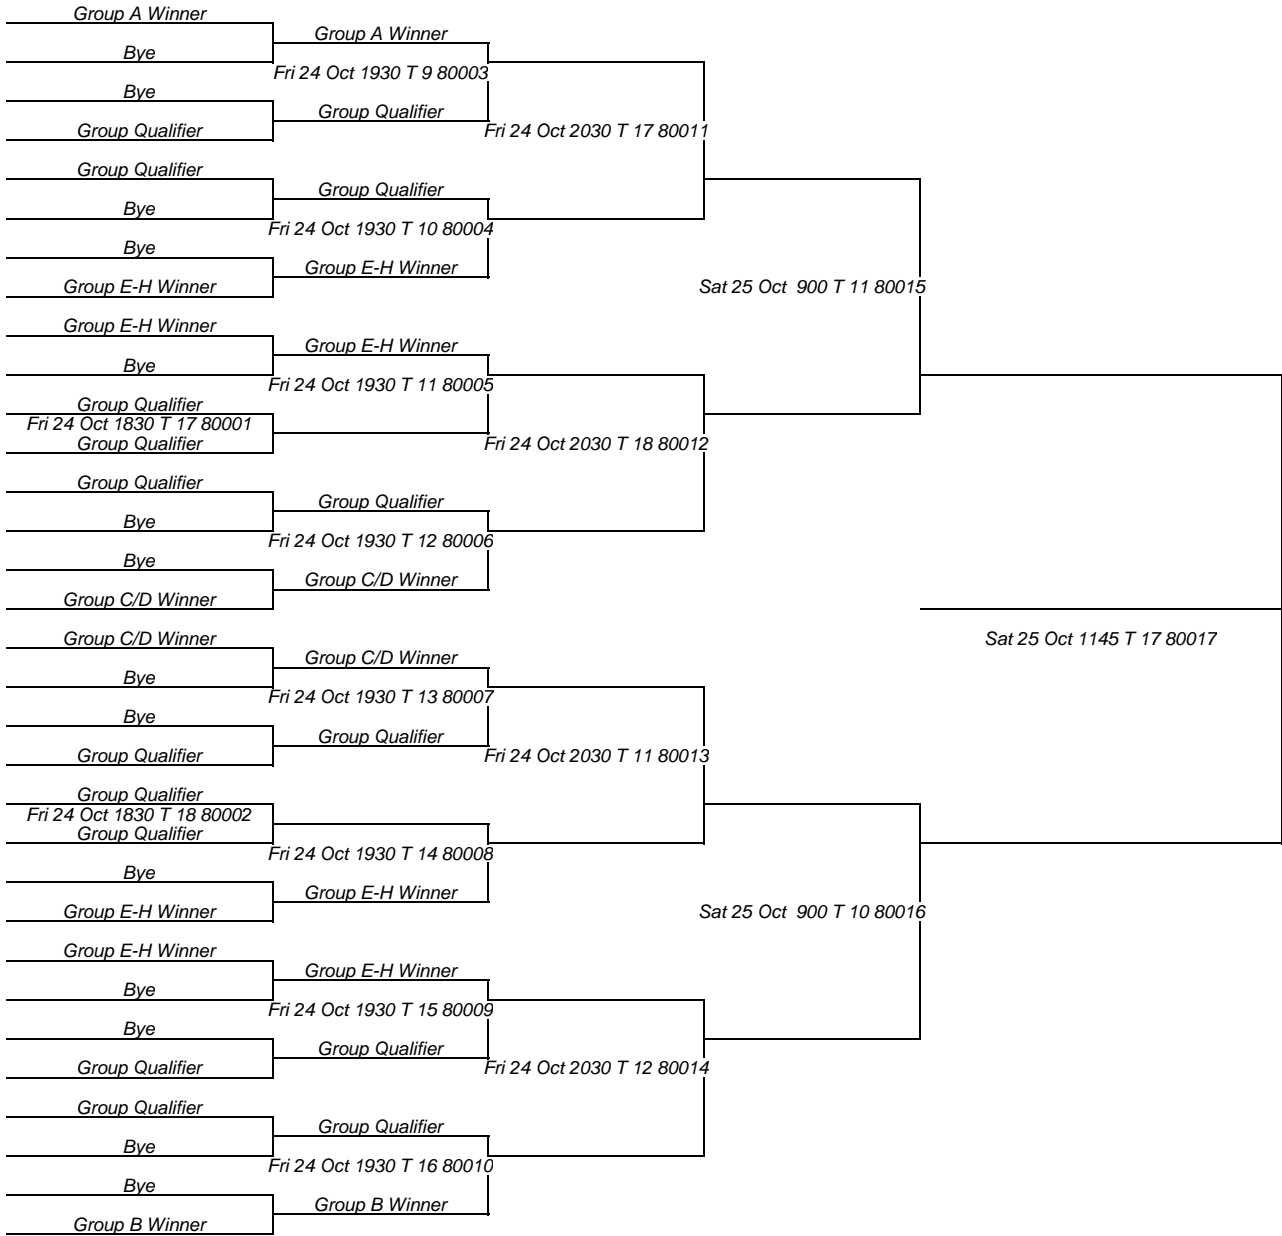 Group A Winner
Group A Winner
Bye
Fri 24 Oct 1930 T 9 80003
Bye
Group Qualifier
Group Qualifier
Fri 24 Oct 2030 T 17 80011
Group Qualifier
Group Qualifier
Bye
Fri 24 Oct 1930 T 10 80004
Bye
Group E-H Winner
Group E-H Winner
Sat 25 Oct 900 T 11 80015
Group E-H Winner
Group E-H Winner
Bye
Fri 24 Oct 1930 T 11 80005
Group Qualifier
Fri 24 Oct 1830 T 17 80001
Group Qualifier
Fri 24 Oct 2030 T 18 80012
Group Qualifier
Group Qualifier
Bye
Fri 24 Oct 1930 T 12 80006
Bye
Group C/D Winner
Group C/D Winner
Group C/D Winner
Sat 25 Oct 1145 T 17 80017
Group C/D Winner
Bye
Fri 24 Oct 1930 T 13 80007
Bye
Group Qualifier
Group Qualifier
Fri 24 Oct 2030 T 11 80013
Group Qualifier
Fri 24 Oct 1830 T 18 80002
Group Qualifier
Fri 24 Oct 1930 T 14 80008
Bye
Group E-H Winner
Group E-H Winner
Sat 25 Oct 900 T 10 80016
Group E-H Winner
Group E-H Winner
Bye
Fri 24 Oct 1930 T 15 80009
Bye
Group Qualifier
Group Qualifier
Fri 24 Oct 2030 T 12 80014
Group Qualifier
Group Qualifier
Bye
Fri 24 Oct 1930 T 16 80010
Bye
Group B Winner
Group B Winner